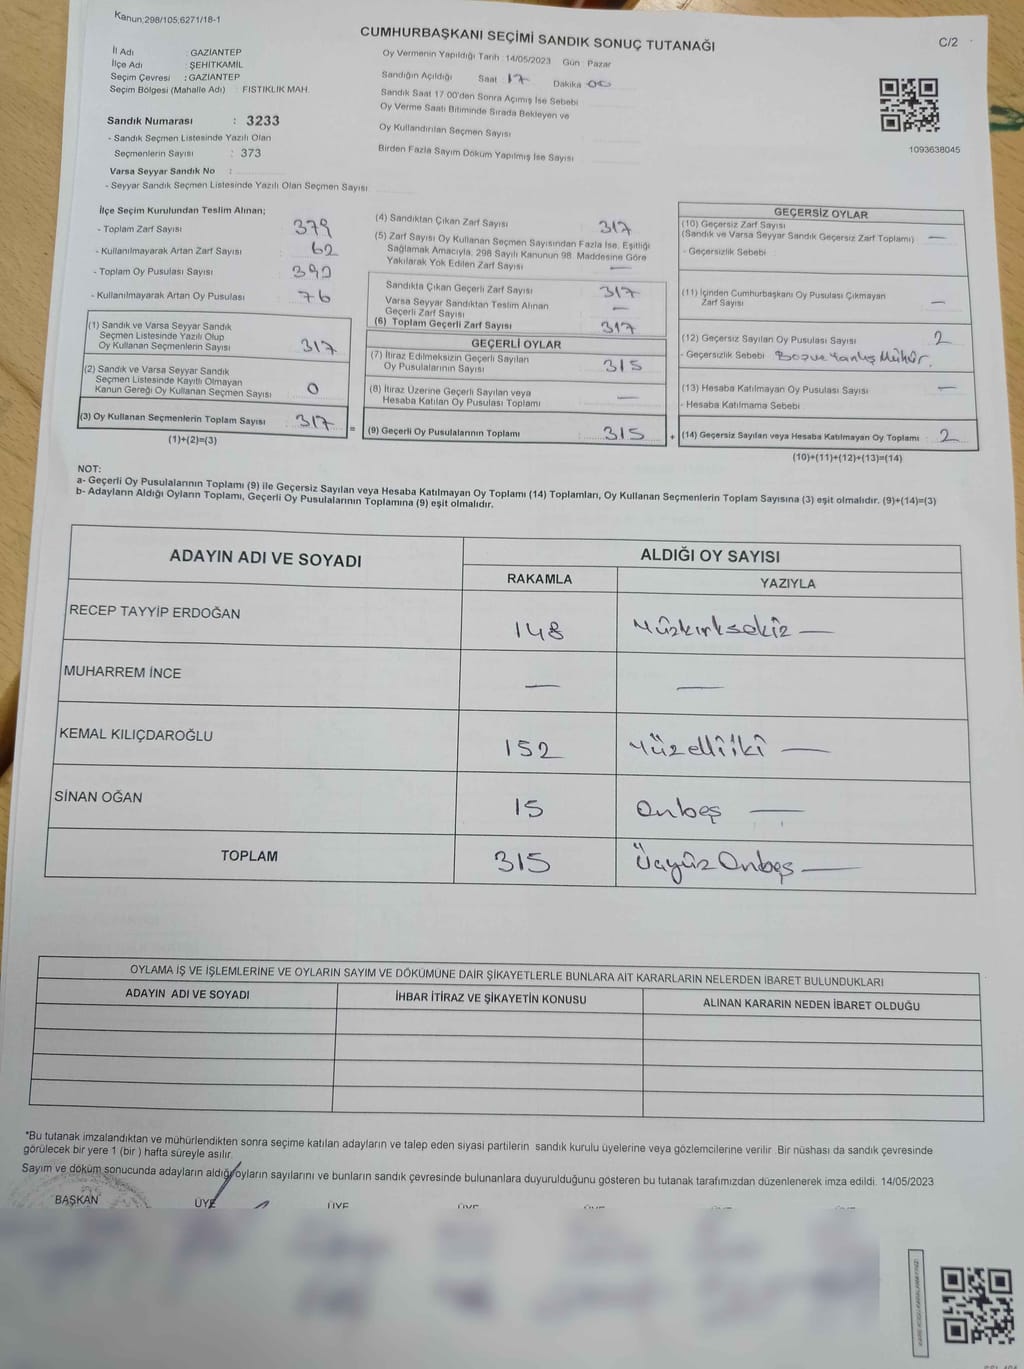 Kanun;298/105,6271/18-1
CUMHURBAŞKANI SEÇİMİ SANDIK SONUÇ TUTANAĞI
C/2
İl Adı : GAZİANTEP
İlçe Adı : ŞEHİTKAMİL
Seçim Çevresi : GAZİANTEP
Seçim Bölgesi (Mahalle Adı) : FISTIKLIK MAH.
Sandık Numarası : 3233
- Sandık Seçmen Listesinde Yazılı Olan
Seçmenlerin Sayısı : 373
Varsa Seyyar Sandık No :
- Seyyar Sandık Seçmen Listesinde Yazılı Olan Seçmen Sayısı
Oy Vermenin Yapıldığı Tarih :14/05/2023 Gün : Pazar
Sandığın Açıldığı Saat : 17 Dakika 00
Sandık Saat 17:00'den Sonra Açımış İse Sebebi
Oy Verme Saati Bitiminde Sırada Bekleyen ve
Oy Kullandırılan Seçmen Sayısı
Birden Fazla Sayım Döküm Yapılmış İse Sayısı
1093638045
İlçe Seçim Kurulundan Teslim Alınan;
- Toplam Zarf Sayısı 379
- Kullanılmayarak Artan Zarf Sayısı 62
- Toplam Oy Pusulası Sayısı 390
- Kullanılmayarak Artan Oy Pusulası 76
(1) Sandık ve Varsa Seyyar Sandık
Seçmen Listesinde Yazılı Olup
Oy Kullanan Seçmenlerin Sayısı 317
(2) Sandık ve Varsa Seyyar Sandık
Seçmen Listesinde Kayıtlı Olmayan
Kanun Gereği Oy Kullanan Seçmen Sayısı 0
(3) Oy Kullanan Seçmenlerin Toplam Sayısı 317 =
(1)+(2)=(3)
(4) Sandıktan Çıkan Zarf Sayısı 317
(5) Zarf Sayısı Oy Kullanan Seçmen Sayısından Fazla İse, Eşitliği
Sağlamak Amacıyla, 298 Sayılı Kanunun 98. Maddesine Göre
Yakılarak Yok Edilen Zarf Sayısı —
Sandıkta Çıkan Geçerli Zarf Sayısı 317
Varsa Seyyar Sandıktan Teslim Alınan
Geçerli Zarf Sayısı —
(6) Toplam Geçerli Zarf Sayısı 317
GEÇERLİ OYLAR
(7) İtiraz Edilmeksizin Geçerli Sayılan
Oy Pusulalarının Sayısı 315
(8) İtiraz Üzerine Geçerli Sayılan veya
Hesaba Katılan Oy Pusulası Toplamı —
(9) Geçerli Oy Pusulalarının Toplamı 315 +
GEÇERSİZ OYLAR
(10) Geçersiz Zarf Sayısı
(Sandık ve Varsa Seyyar Sandık Geçersiz Zarf Toplamı) —
- Geçersizlik Sebebi
(11) İçinden Cumhurbaşkanı Oy Pusulası Çıkmayan
Zarf Sayısı —
(12) Geçersiz Sayılan Oy Pusulası Sayısı 2
- Geçersizlik Sebebi Boş ve Yanlış Mühür.
(13) Hesaba Katılmayan Oy Pusulası Sayısı —
- Hesaba Katılmama Sebebi
(14) Geçersiz Sayılan veya Hesaba Katılmayan Oy Toplamı 2
(10)+(11)+(12)+(13)=(14)
NOT:
a- Geçerli Oy Pusulalarının Toplamı (9) ile Geçersiz Sayılan veya Hesaba Katılmayan Oy Toplamı (14) Toplamları, Oy Kullanan Seçmenlerin Toplam Sayısına (3) eşit olmalıdır. (9)+(14)=(3)
b- Adayların Aldığı Oyların Toplamı, Geçerli Oy Pusulalarının Toplamına (9) eşit olmalıdır.
ADAYIN ADI VE SOYADI ALDIĞI OY SAYISI
RAKAMLA YAZIYLA
RECEP TAYYİP ERDOĞAN 148 Yüzkırksekiz —
MUHARREM İNCE — —
KEMAL KILIÇDAROĞLU 152 Yüzelliiki —
SİNAN OĞAN 15 Onbeş —
TOPLAM 315 Üçyüz Onbeş —
OYLAMA İŞ VE İŞLEMLERİNE VE OYLARIN SAYIM VE DÖKÜMÜNE DAİR ŞİKAYETLERLE BUNLARA AİT KARARLARIN NELERDEN İBARET BULUNDUKLARI
ADAYIN ADI VE SOYADI İHBAR İTİRAZ VE ŞİKAYETİN KONUSU ALINAN KARARIN NEDEN İBARET OLDUĞU
*Bu tutanak imzalandıktan ve mühürlendikten sonra seçime katılan adayların ve talep eden siyasi partilerin sandık kurulu üyelerine veya gözlemcilerine verilir .Bir nüshası da sandık çevresinde
görülecek bir yere 1 (bir ) hafta süreyle asılır.
Sayım ve döküm sonucunda adayların aldığı oyların sayılarını ve bunların sandık çevresinde bulunanlara duyurulduğunu gösteren bu tutanak tarafımızdan düzenlenerek imza edildi. 14/05/2023
BAŞKAN ÜYE ÜYE ÜYE ÜYE ÜYE ÜYE